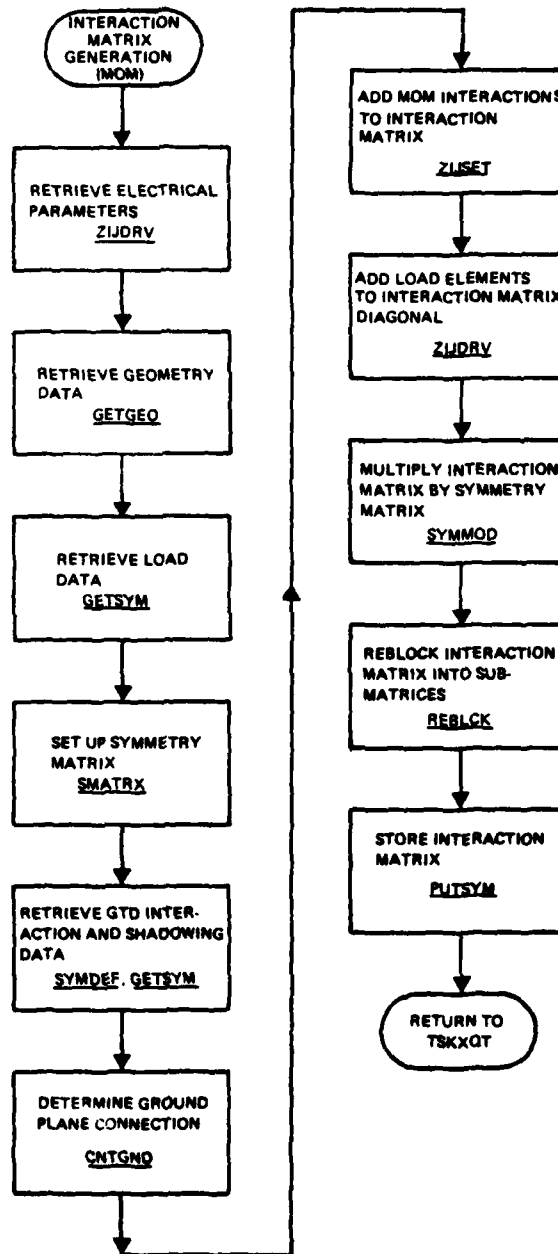 INTERACTION
MATRIX
GENERATION
(MOM)
RETRIEVE ELECTRICAL
PARAMETERS
ZIJDRV
RETRIEVE GEOMETRY
DATA
GETGEO
RETRIEVE LOAD
DATA
GETSYM
SET UP SYMMETRY
MATRIX
SMATRX
RETRIEVE GTD INTER-
ACTION AND SHADOWING
DATA
SYMDEF, GETSYM
DETERMINE GROUND
PLANE CONNECTION
CNTGND
ADD MOM INTERACTIONS
TO INTERACTION
MATRIX
ZIJSET
ADD LOAD ELEMENTS
TO INTERACTION MATRIX
DIAGONAL
ZIJDRV
MULTIPLY INTERACTION
MATRIX BY SYMMETRY
MATRIX
SYMMOD
REBLOCK INTERACTION
MATRIX INTO SUB-
MATRICES
REBLCK
STORE INTERACTION
MATRIX
PUTSYM
RETURN TO
TSKXQT